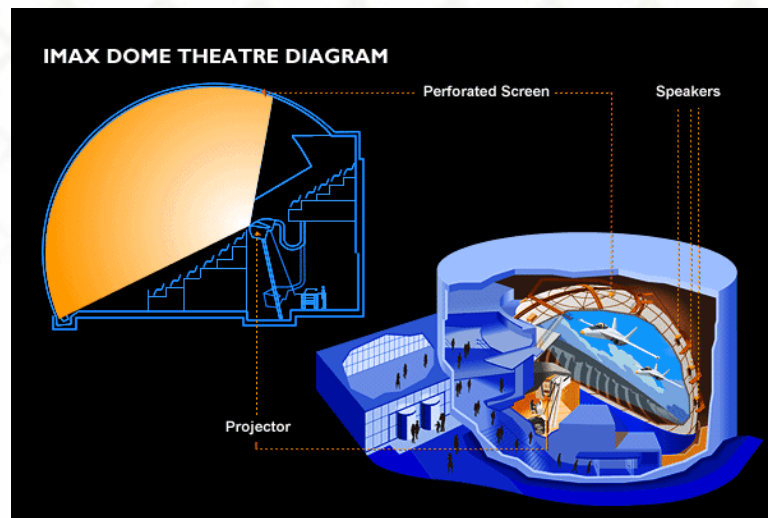 IMAX DOME THEATRE DIAGRAM
Perforated Screen
Speakers
Projector